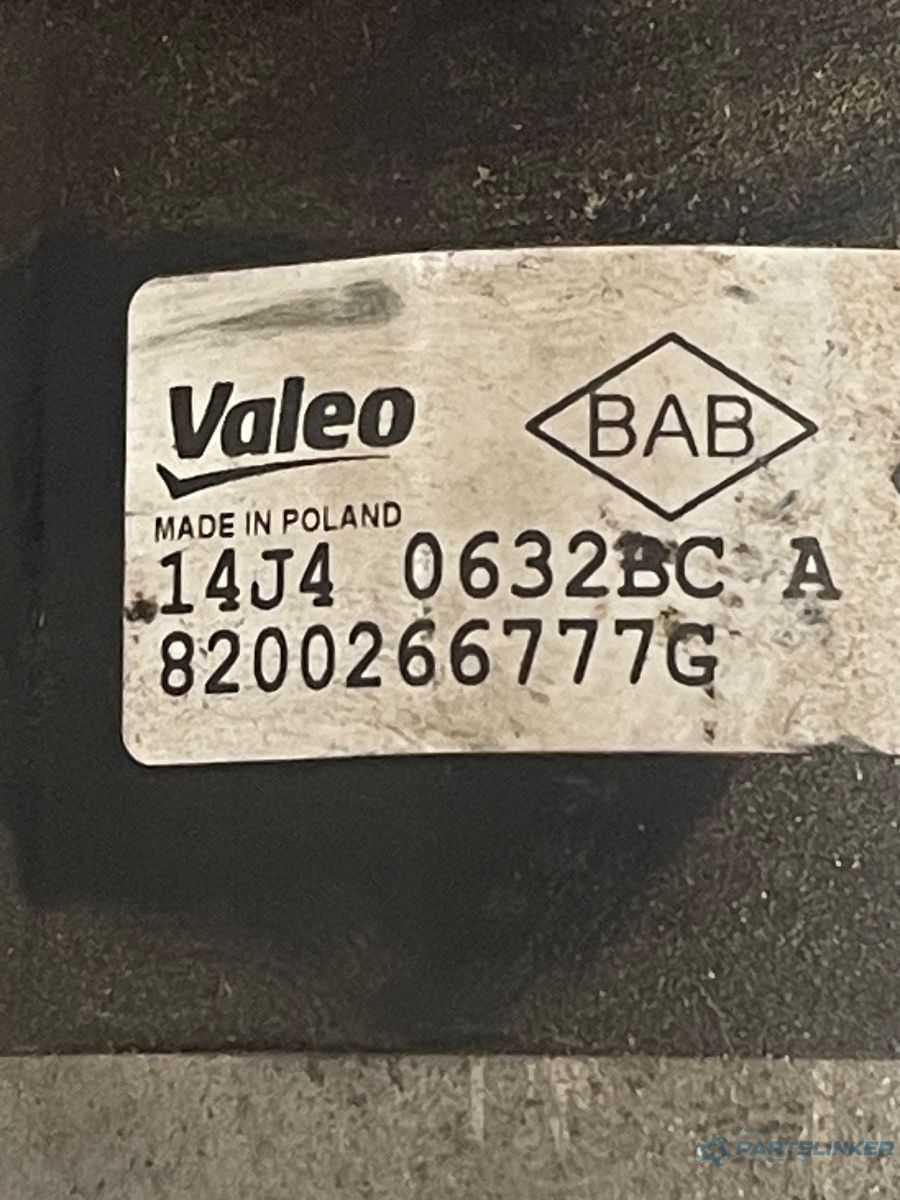 Valeo
BAB
MADE IN POLAND
14J4 0632BC A
8200266777G
PARTSLINKER